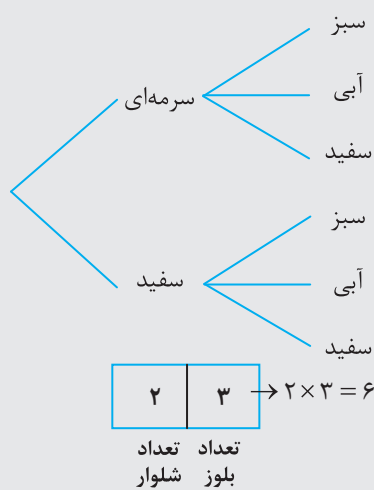 سبز
سرمه‌ای
آبی
سفید
سبز
سفید
آبی
سفید
۲ ۳ → ۲ × ۳ = ۶
تعداد شلوار
تعداد بلوز